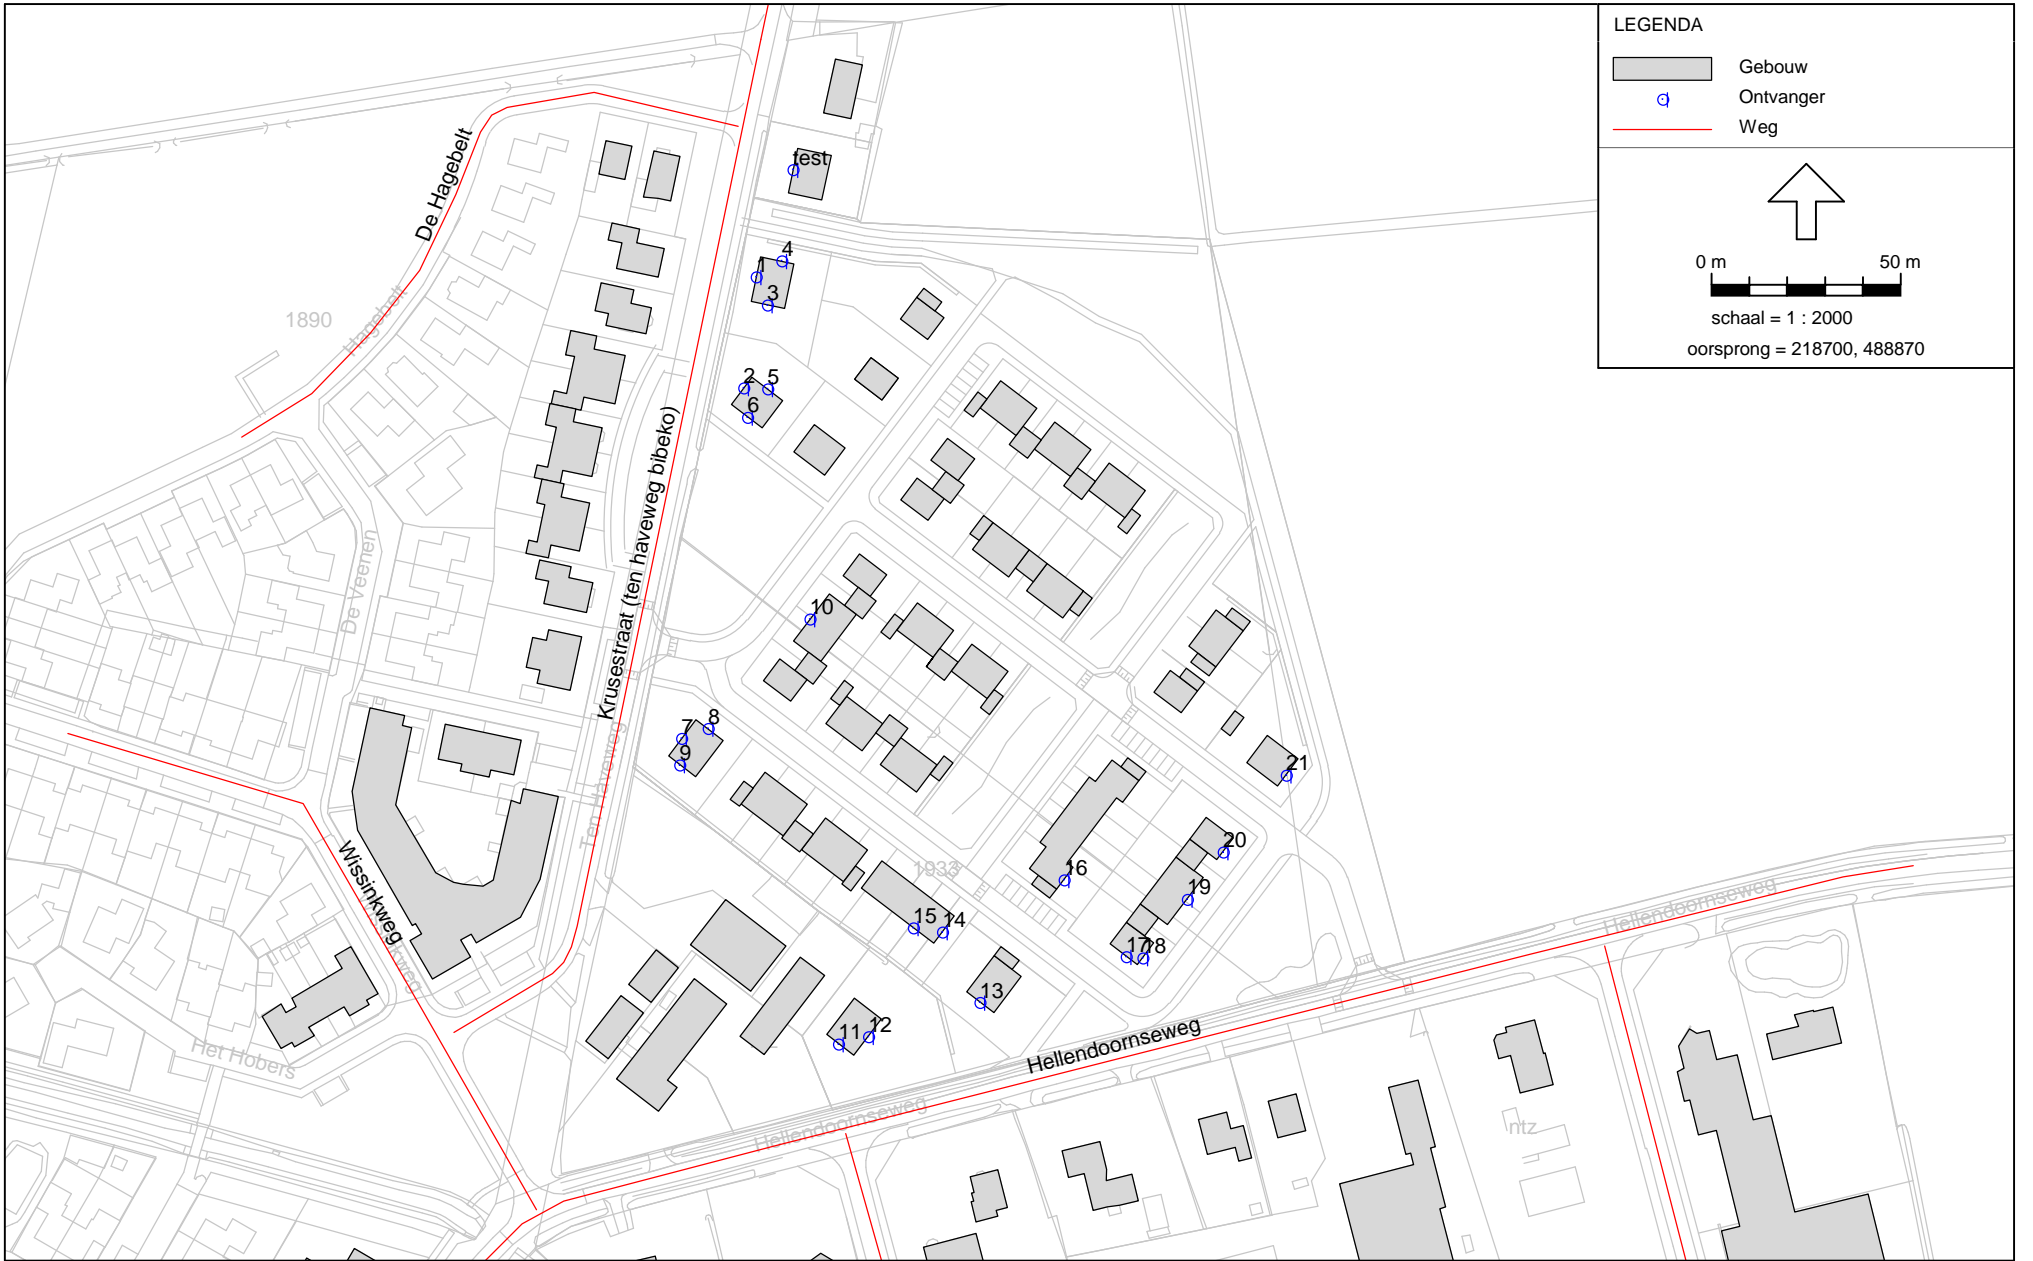 LEGENDA
Gebouw
Ontvanger
Weg
0 m 50 m
schaal = 1 : 2000
oorsprong = 218700, 488870
test
De Hagebelt
Hagebelt
1890
4
1
3
2
5
6
Krusestraat (ten haveweg bibeko)
De Veenen
10
7
8
9
Ten Haveweg
21
Wissinkweg
1933
16
20
19
15
14
17
18
13
11
12
Het Hobers
Hellendoornseweg
Hellendoornseweg
Hellendoornseweg
ntz